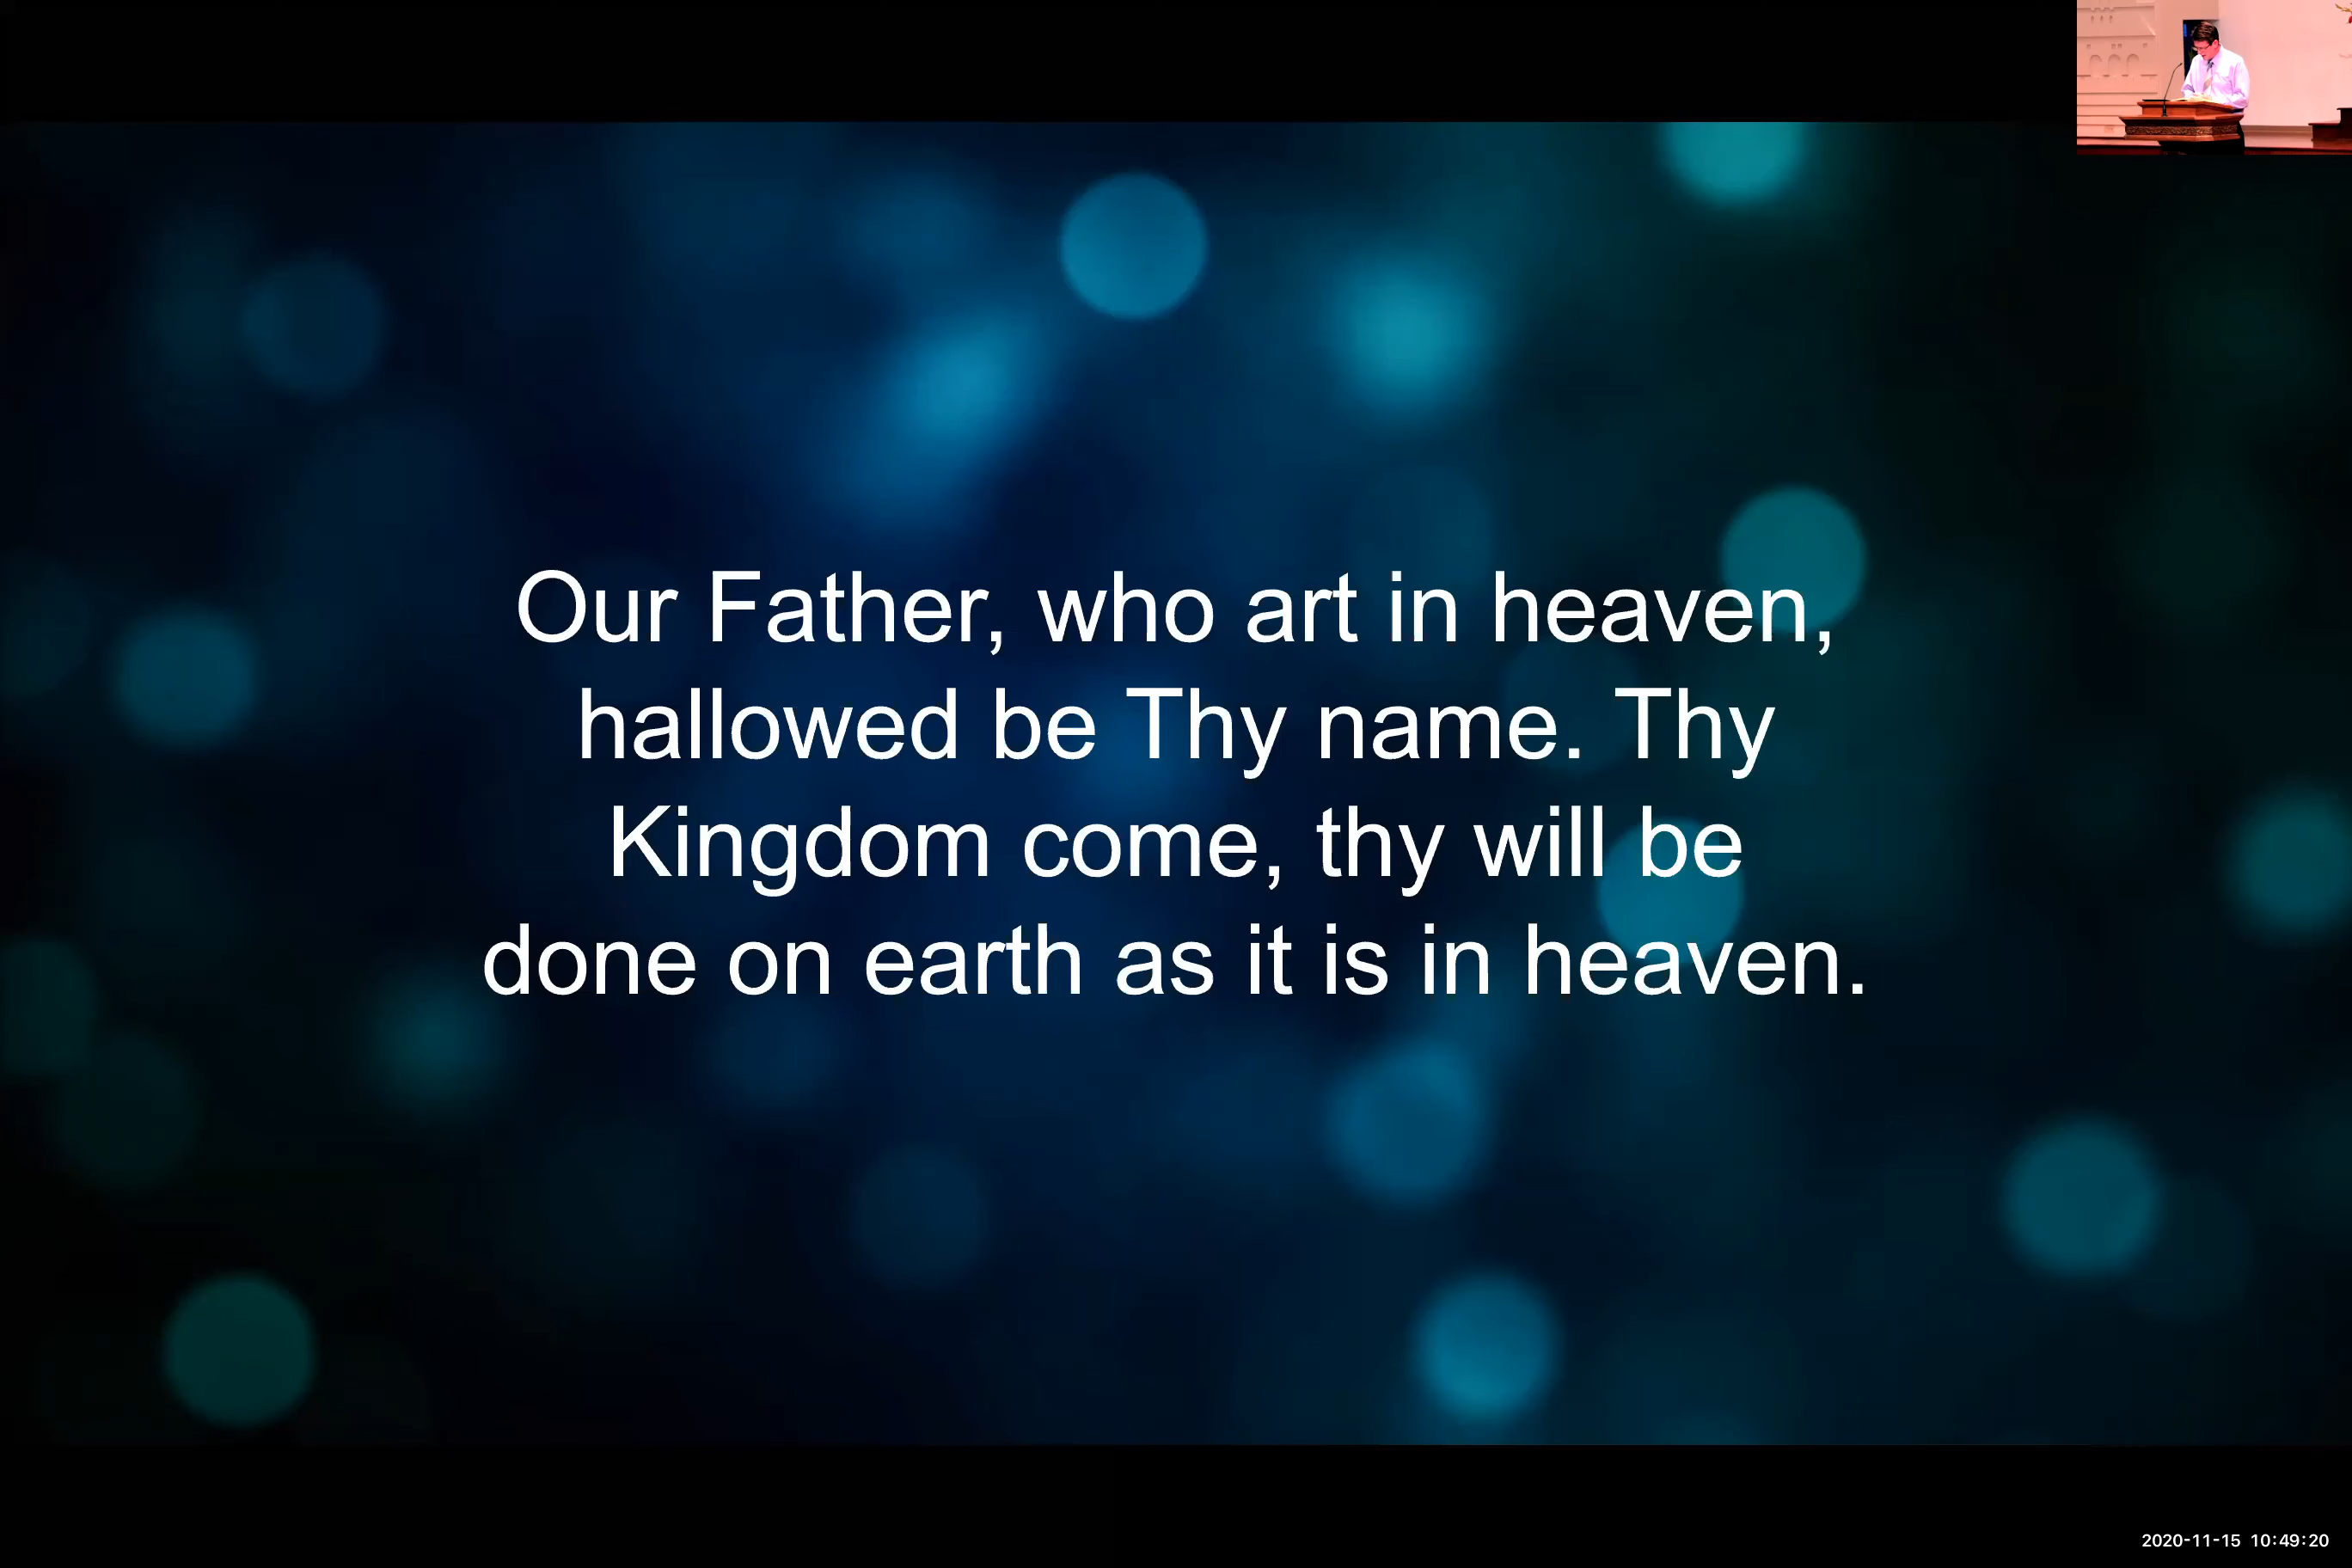 Our Father, who art in heaven,
hallowed be Thy name. Thy
Kingdom come, thy will be
done on earth as it is in heaven.
2020-11-15 10:49:20